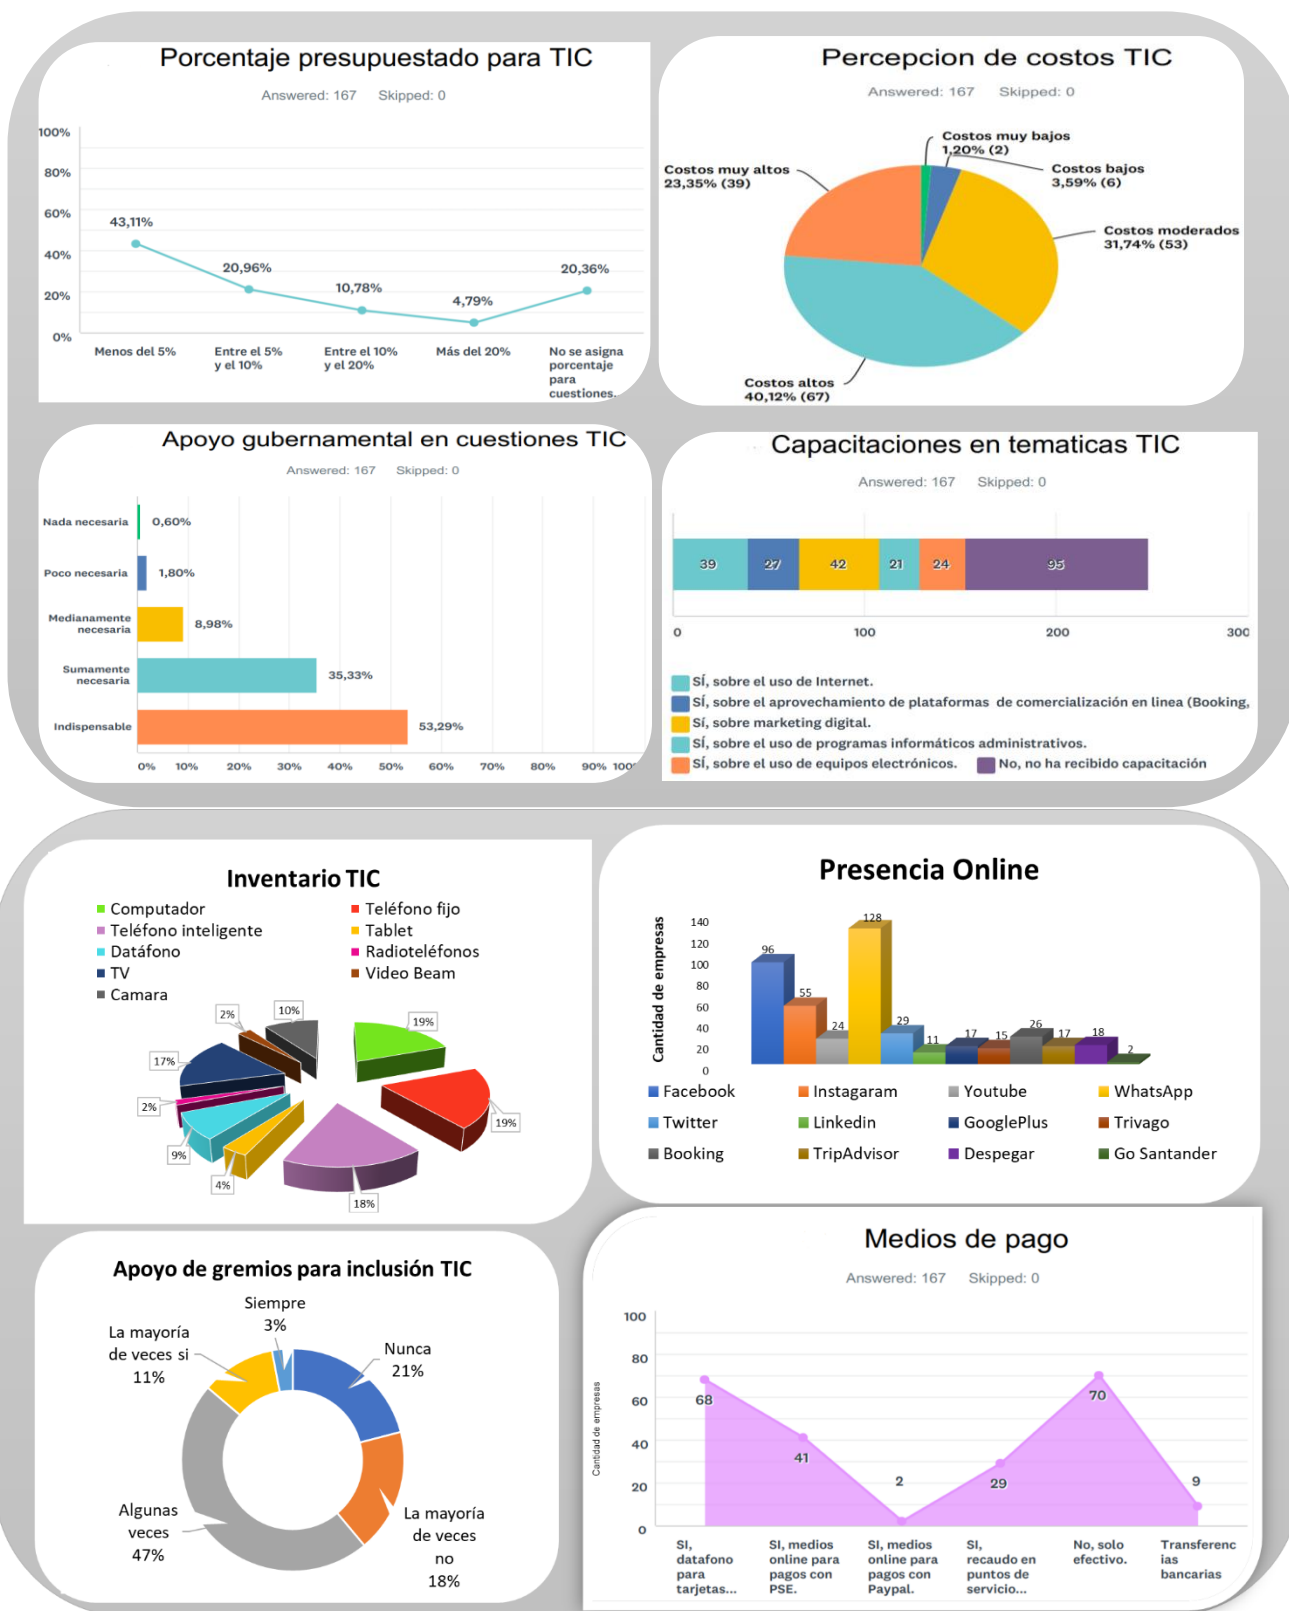 Porcentaje presupuestado para TIC
Answered: 167 Skipped: 0
100%
80%
60%
40%
20%
0%
43,11%
20,96%
10,78%
4,79%
20,36%
Menos del 5%
Entre el 5%
y el 10%
Entre el 10%
y el 20%
Más del 20%
No se asigna
porcentaje
para
cuestiones.
Percepcion de costos TIC
Answered: 167 Skipped: 0
Costos muy bajos
1,20% (2)
Costos bajos
3,59% (6)
Costos muy altos
23,35% (39)
Costos moderados
31,74% (53)
Costos altos
40,12% (67)
Apoyo gubernamental en cuestiones TIC
Answered: 167 Skipped: 0
Nada necesaria
0,60%
Poco necesaria
1,80%
Medianamente
necesaria
8,98%
Sumamente
necesaria
35,33%
Indispensable
53,29%
0% 10% 20% 30% 40% 50% 60% 70% 80% 90% 100
Capacitaciones en tematicas TIC
Answered: 167 Skipped: 0
39 27 42 21 24 95
0 100 200 300
SÍ, sobre el uso de Internet.
SÍ, sobre el aprovechamiento de plataformas de comercialización en linea (Booking,
Sí, sobre marketing digital.
SÍ, sobre el uso de programas informáticos administrativos.
SÍ, sobre el uso de equipos electrónicos. No, no ha recibido capacitación
Inventario TIC
Computador Teléfono fijo
Teléfono inteligente Tablet
Datáfono Radioteléfonos
TV Video Beam
Camara
19%
19%
18%
4%
9%
2%
17%
2%
10%
Presencia Online
Cantidad de empresas
140
120
100
80
60
40
20
0
96
55
24
128
29
11
17
15
26
17
18
2
Facebook Instagaram Youtube WhatsApp
Twitter Linkedin GooglePlus Trivago
Booking TripAdvisor Despegar Go Santander
Apoyo de gremios para inclusión TIC
Siempre
3%
La mayoría
de veces si
11%
Nunca
21%
Algunas
veces
47%
La mayoría
de veces
no
18%
Medios de pago
Answered: 167 Skipped: 0
Cantidad de empresas
100
80
60
40
20
0
68
41
2
29
70
9
SI,
datafono
para
tarjetas...
SI, medios
online para
pagos con
PSE.
SI, medios
online para
pagos con
Paypal.
SI,
recaudo en
puntos de
servicio...
No, solo
efectivo.
Transferenc
ias
bancarias